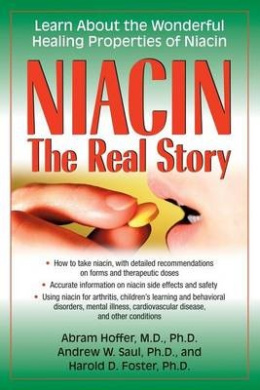 Learn About the Wonderful
Healing Properties of Niacin
NIACIN
The Real Story
• How to take niacin, with detailed recommendations
on forms and therapeutic doses
• Accurate information on niacin side effects and safety
• Using niacin for arthritis, children's learning and behavioral
disorders, mental illness, cardiovascular disease,
and other conditions
Abram Hoffer, M.D., Ph.D.
Andrew W. Saul, Ph.D., and
Harold D. Foster, Ph.D.